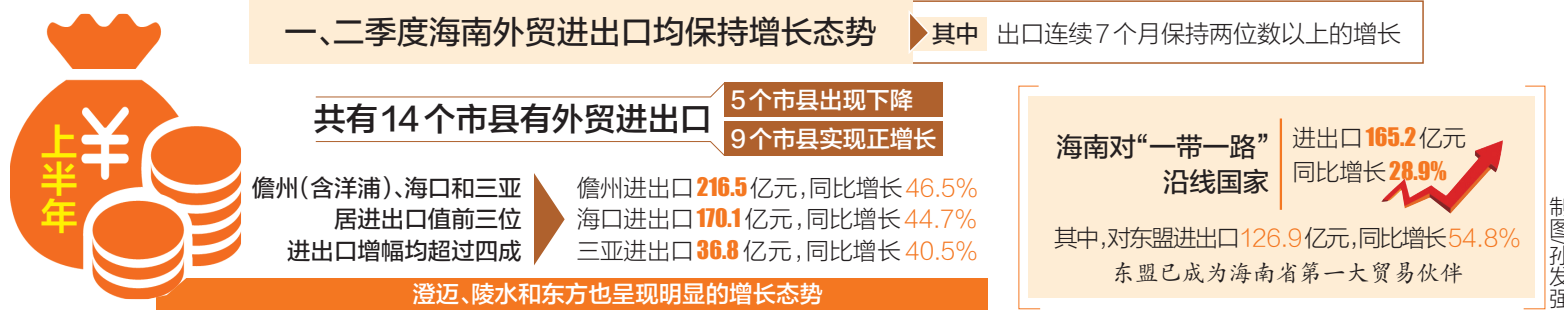 一、二季度海南外贸进出口均保持增长态势
其中 出口连续7个月保持两位数以上的增长
上半年
¥
共有14个市县有外贸进出口
5个市县出现下降
9个市县实现正增长
儋州(含洋浦)、海口和三亚
居进出口值前三位
进出口增幅均超过四成
儋州进出口216.5亿元,同比增长46.5%
海口进出口170.1亿元,同比增长44.7%
三亚进出口36.8亿元,同比增长40.5%
澄迈、陵水和东方也呈现明显的增长态势
海南对“一带一路”
沿线国家
进出口165.2亿元
同比增长28.9%
其中,对东盟进出口126.9亿元,同比增长54.8%
东盟已成为海南省第一大贸易伙伴
制图/孙发强